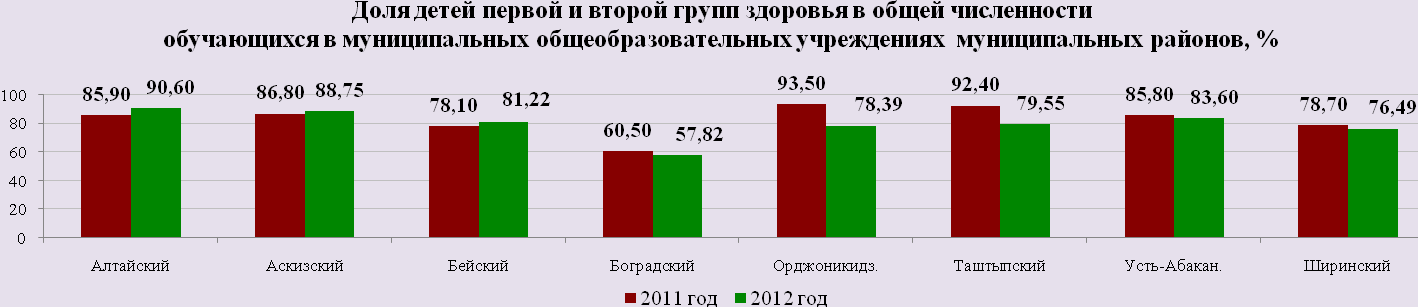 Доля детей первой и второй групп здоровья в общей численности
обучающихся в муниципальных общеобразовательных учреждениях муниципальных районов, %
85,90 90,60 86,80 88,75 78,10 81,22 60,50 57,82 93,50 78,39 92,40 79,55 85,80 83,60 78,70 76,49
100
80
60
40
20
0
Алтайский Аскизский Бейский Боградский Орджоникидз. Таштыпский Усть-Абакан. Ширинский
2011 год 2012 год